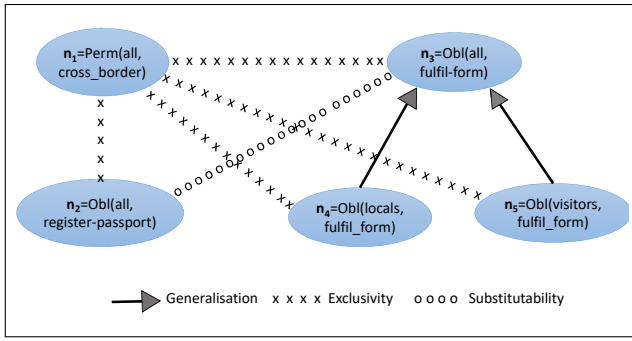 n1=Perm(all,
cross_border)
n3=Obl(all,
fulfil-form)
n2=Obl(all,
register-passport)
n4=Obl(locals,
fulfil_form)
n5=Obl(visitors,
fulfil_form)
Generalisation x x x x Exclusivity o o o o Substitutability